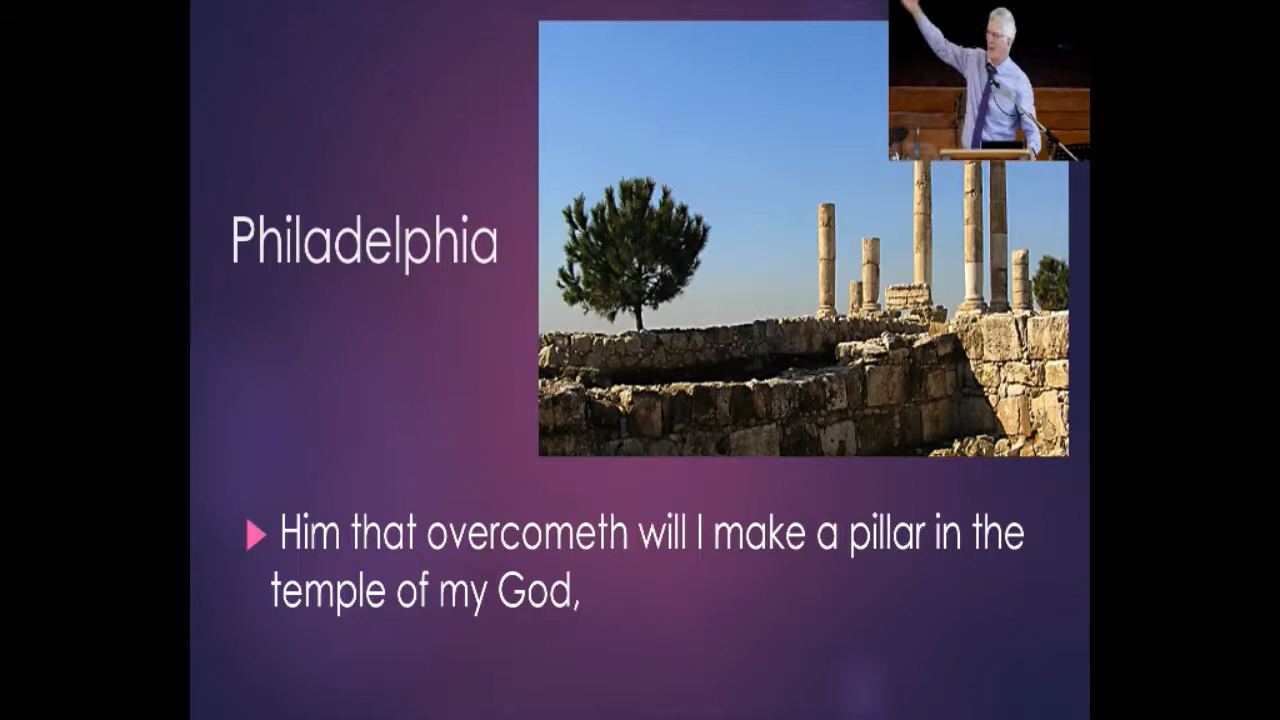 Philadelphia
Him that overcometh will I make a pillar in the
temple of my God,